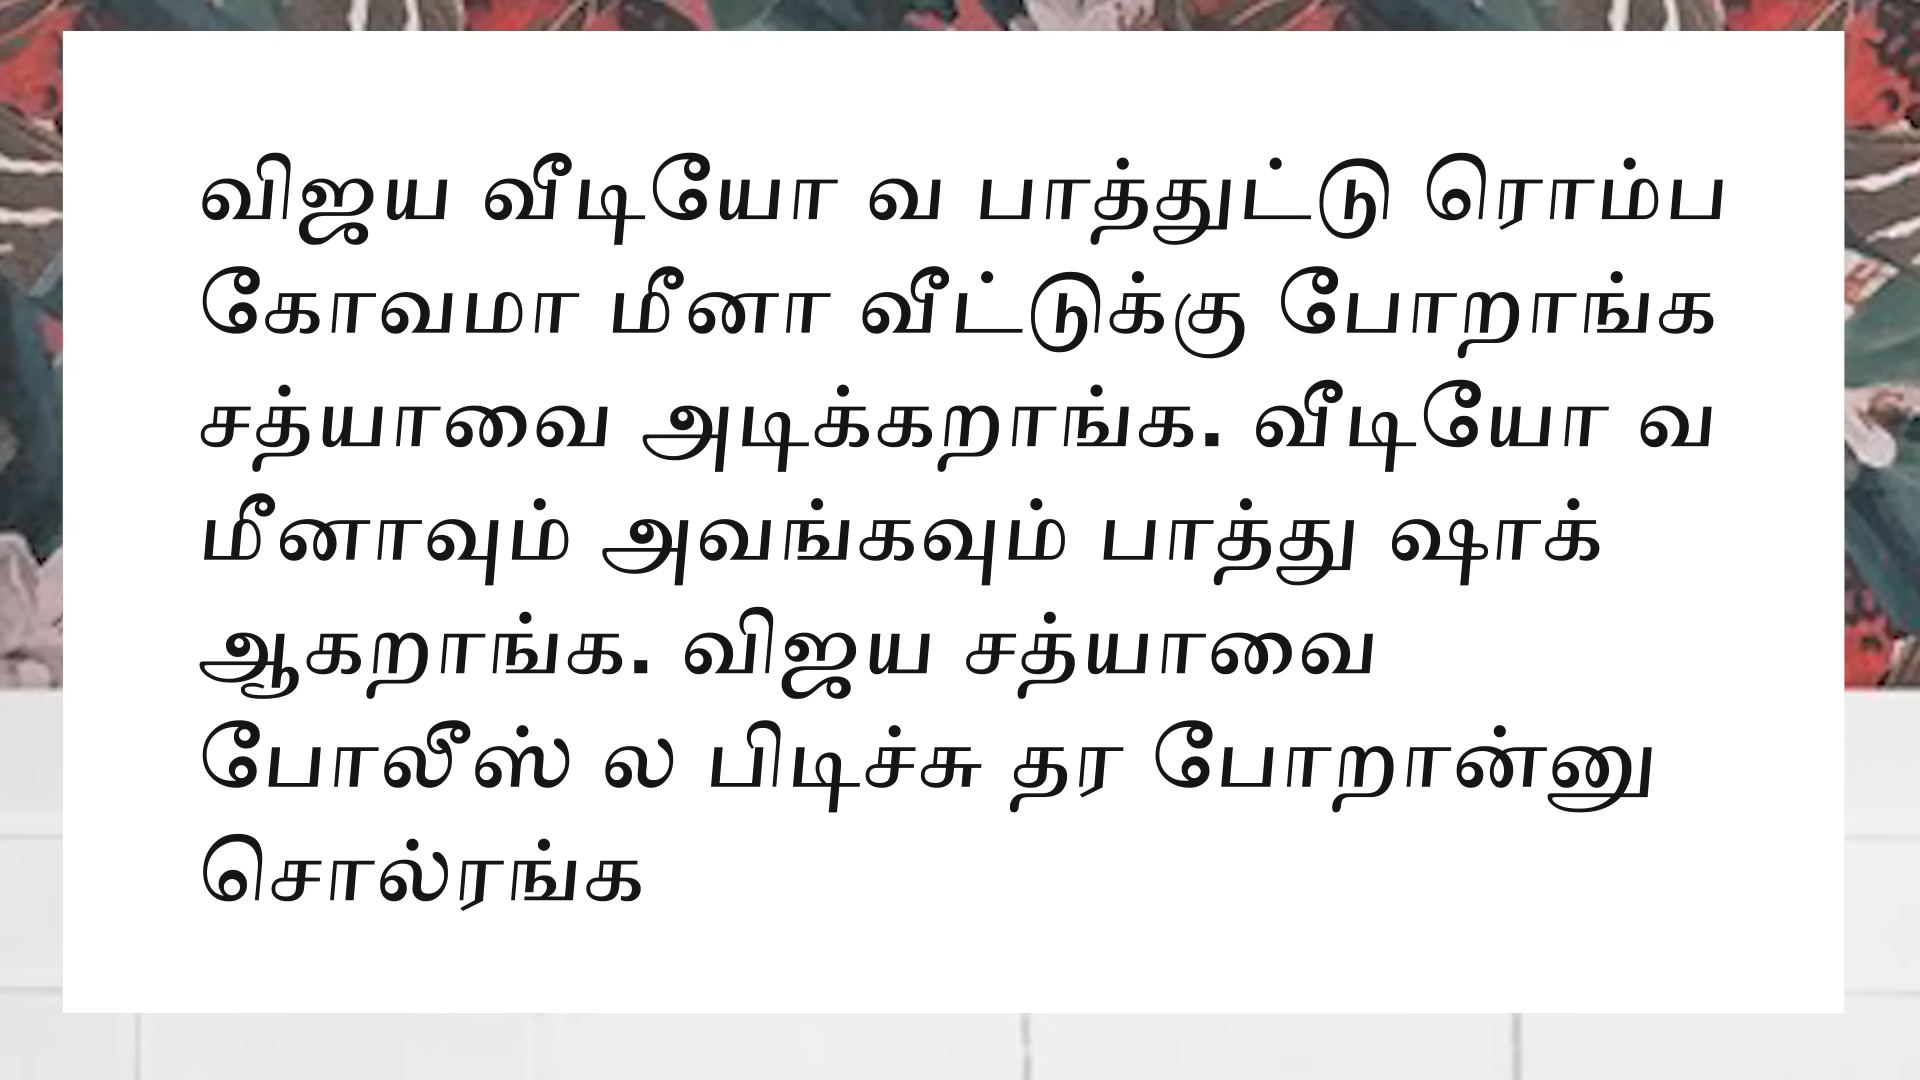 விஜய வீடியோ வ பாத்துட்டு ரொம்ப
கோவமா மீனா வீட்டுக்கு போறாங்க
சத்யாவை அடிக்கறாங்க. வீடியோ வ
மீனாவும் அவங்கவும் பாத்து ஷாக்
ஆகறாங்க. விஜய சத்யாவை
போலீஸ் ல பிடிச்சு தர போறான்னு
சொல்ரங்க